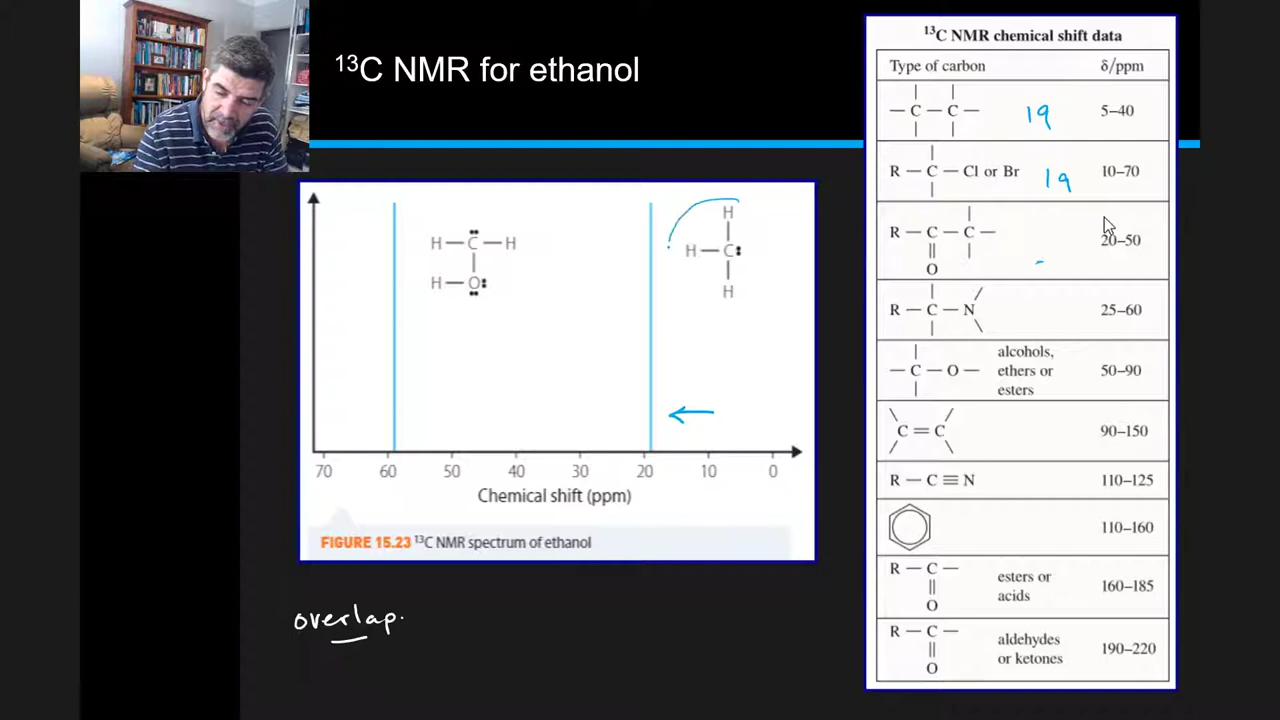 ¹³C NMR for ethanol
H—C̈—H
H—Ö:
H
H—C:
H
70 60 50 40 30 20 10 0
Chemical shift (ppm)
FIGURE 15.23 ¹³C NMR spectrum of ethanol
overlap.
¹³C NMR chemical shift data
Type of carbon δ/ppm
—C—C— 19 5–40
R—C—Cl or Br 19 10–70
R—C—C— 20–50
O
R—C—N 25–60
—C—O— alcohols, ethers or esters 50–90
C=C 90–150
R—C≡N 110–125
110–160
R—C— esters or acids 160–185
O
R—C— aldehydes or ketones 190–220
O